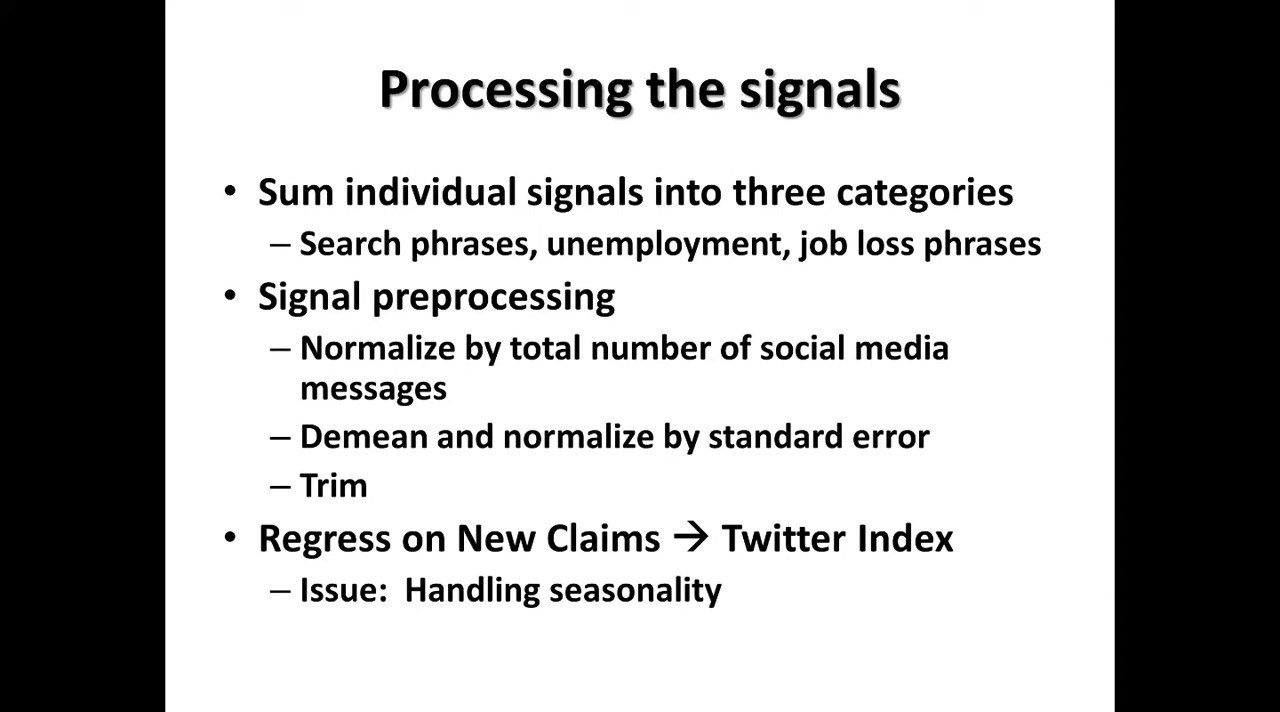 Processing the signals
• Sum individual signals into three categories
– Search phrases, unemployment, job loss phrases
• Signal preprocessing
– Normalize by total number of social media
messages
– Demean and normalize by standard error
– Trim
• Regress on New Claims → Twitter Index
– Issue:  Handling seasonality